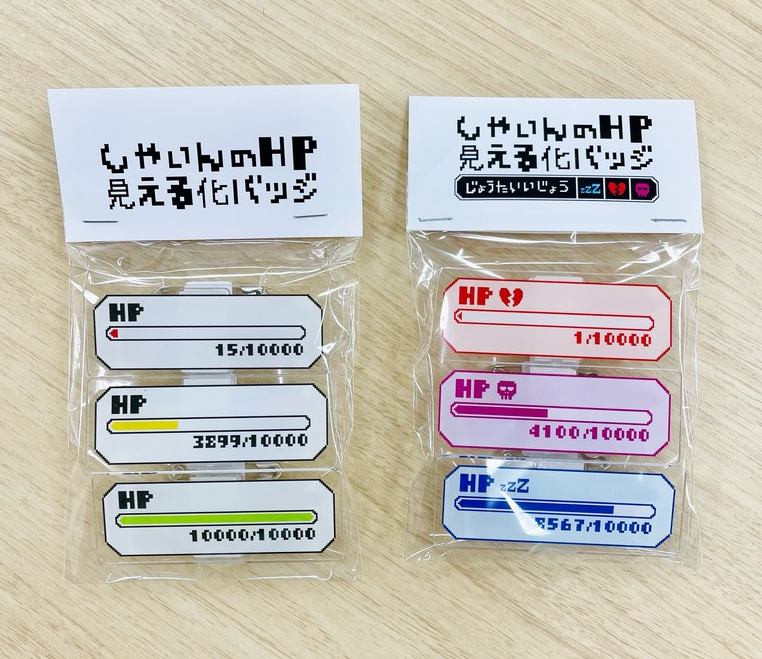 しゃいんのHP
見える化バッジ
HP
15/10000
HP
3899/10000
HP
10000/10000
しゃいんのHP
見える化バッジ
じょうたいいじょう zzZ
HP
1/10000
HP
4100/10000
HP zzZ
8567/10000